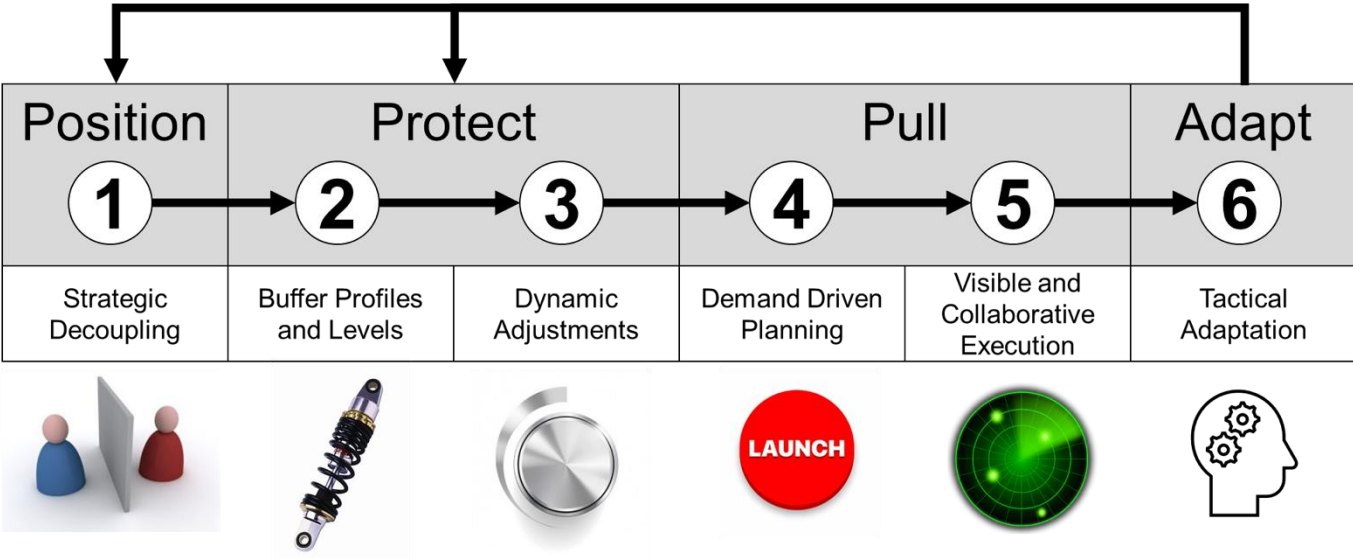 Position
Protect
Pull
Adapt
1
2
3
4
5
6
Strategic
Decoupling
Buffer Profiles
and Levels
Dynamic
Adjustments
Demand Driven
Planning
Visible and
Collaborative
Execution
Tactical
Adaptation
LAUNCH